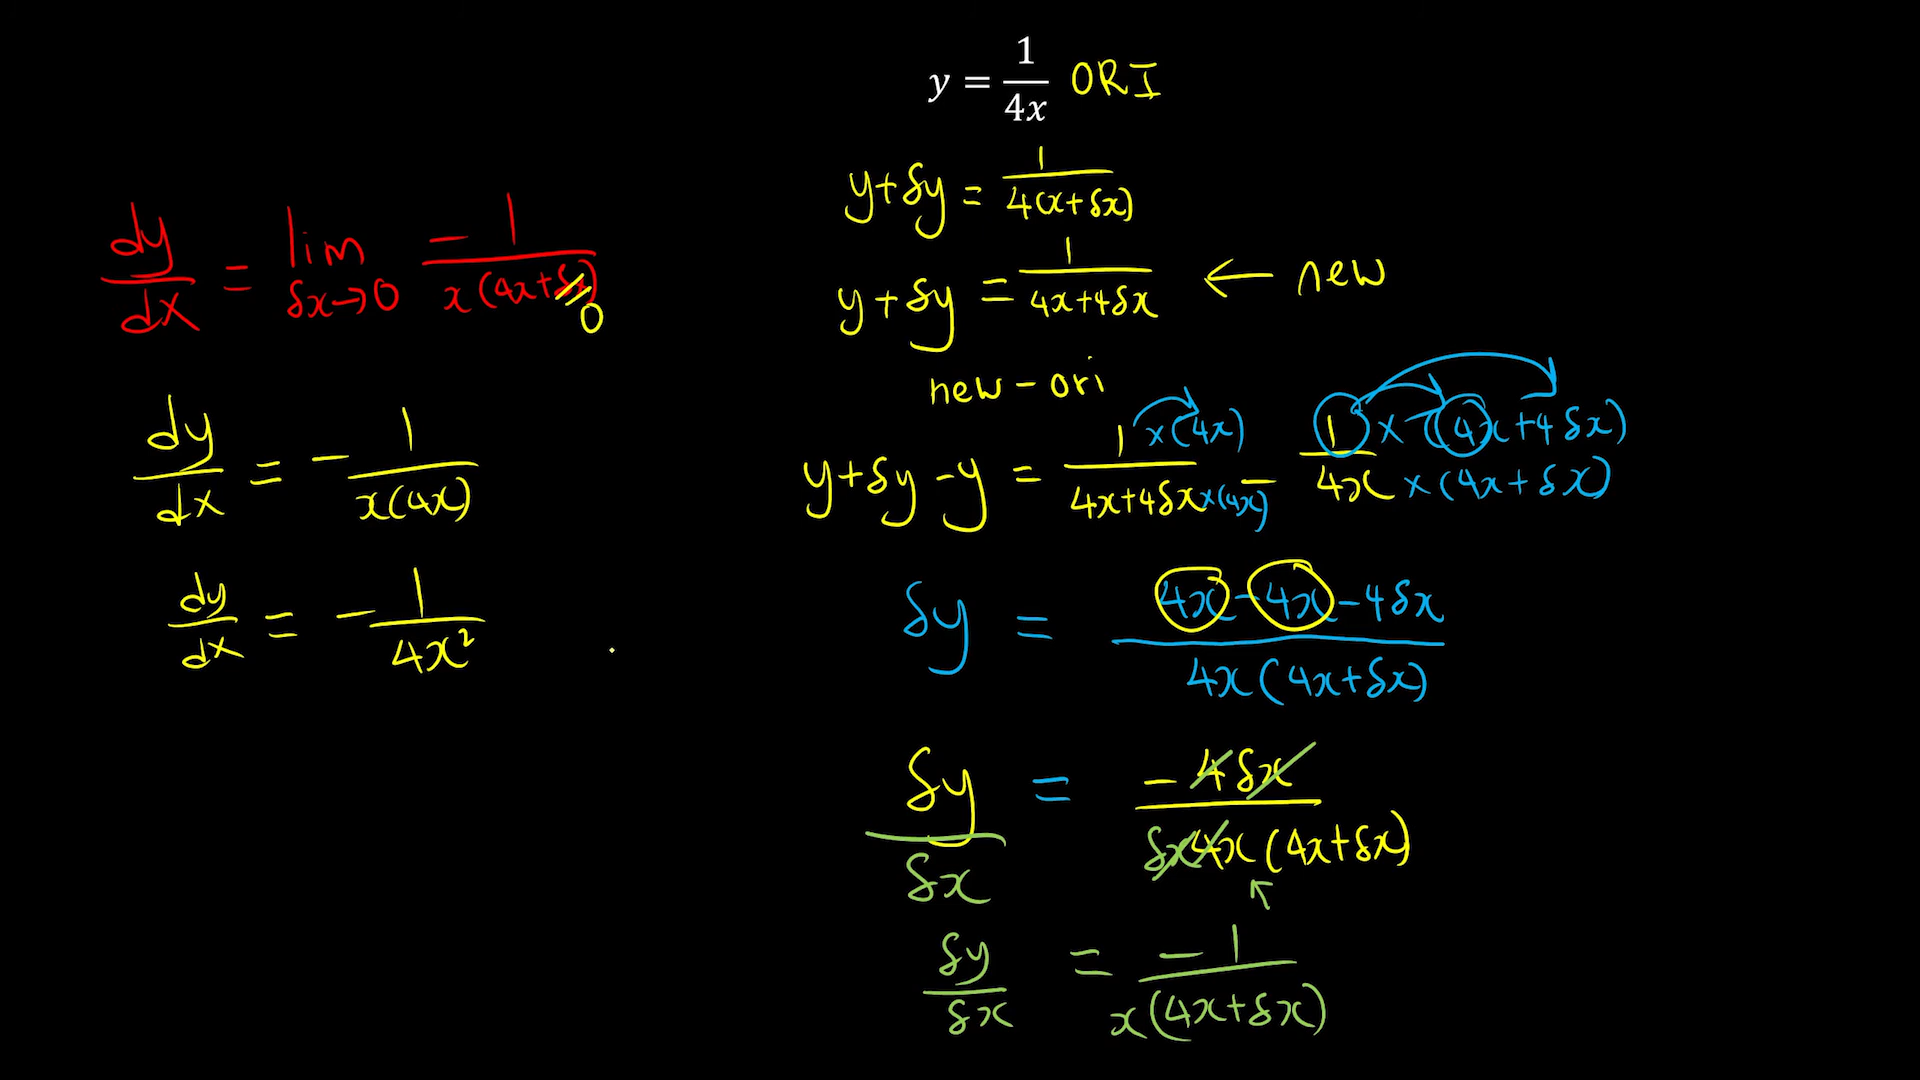 y = 1/4x ORI
y+δy = 1/4(x+δx)
y+δy = 1/4x+4δx ← new
new - ori
y+δy-y = 1×(4x)/4x+4δx×(4x) - 1×(4x+4δx)/4x×(4x+δx)
δy = 4x-4x-4δx/4x(4x+δx)
δy/δx = -4δx/δx4x(4x+δx)
δy/δx = -1/x(4x+δx)
dy/dx = lim δx→0 -1/x(4x+δx) 0
dy/dx = -1/x(4x)
dy/dx = -1/4x²